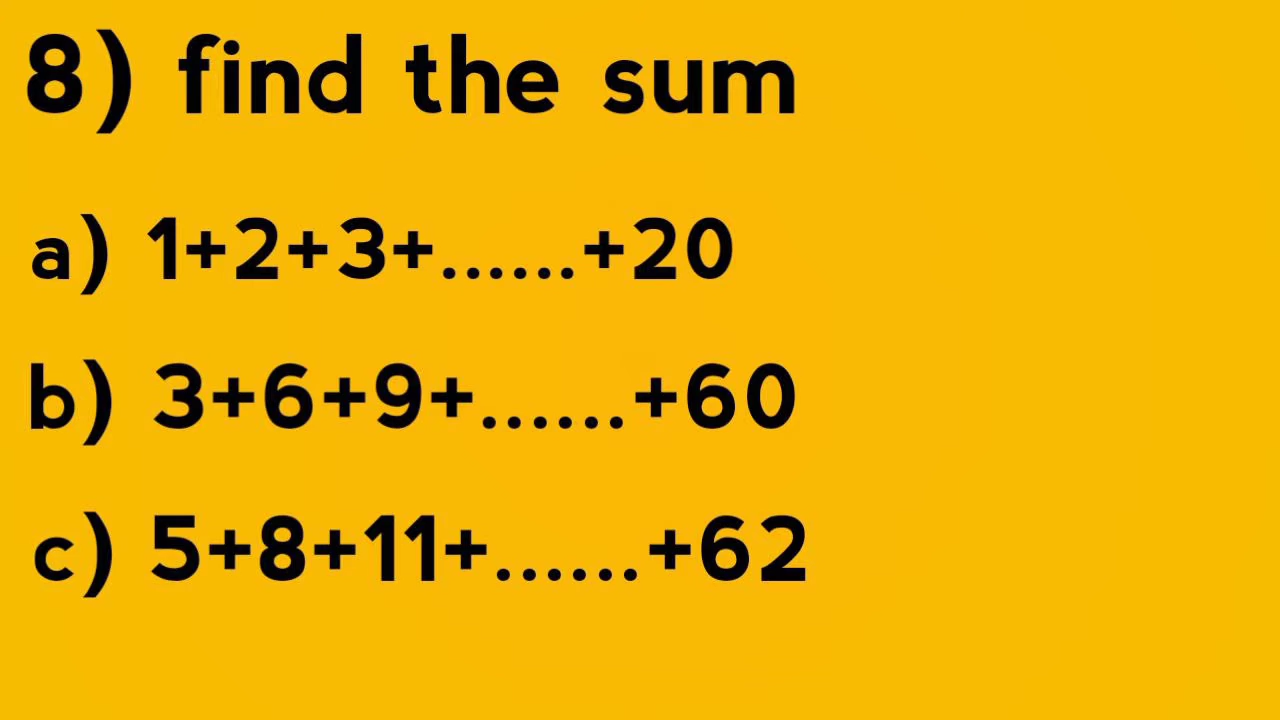 8) find the sum
a) 1+2+3+......+20
b) 3+6+9+......+60
c) 5+8+11+......+62